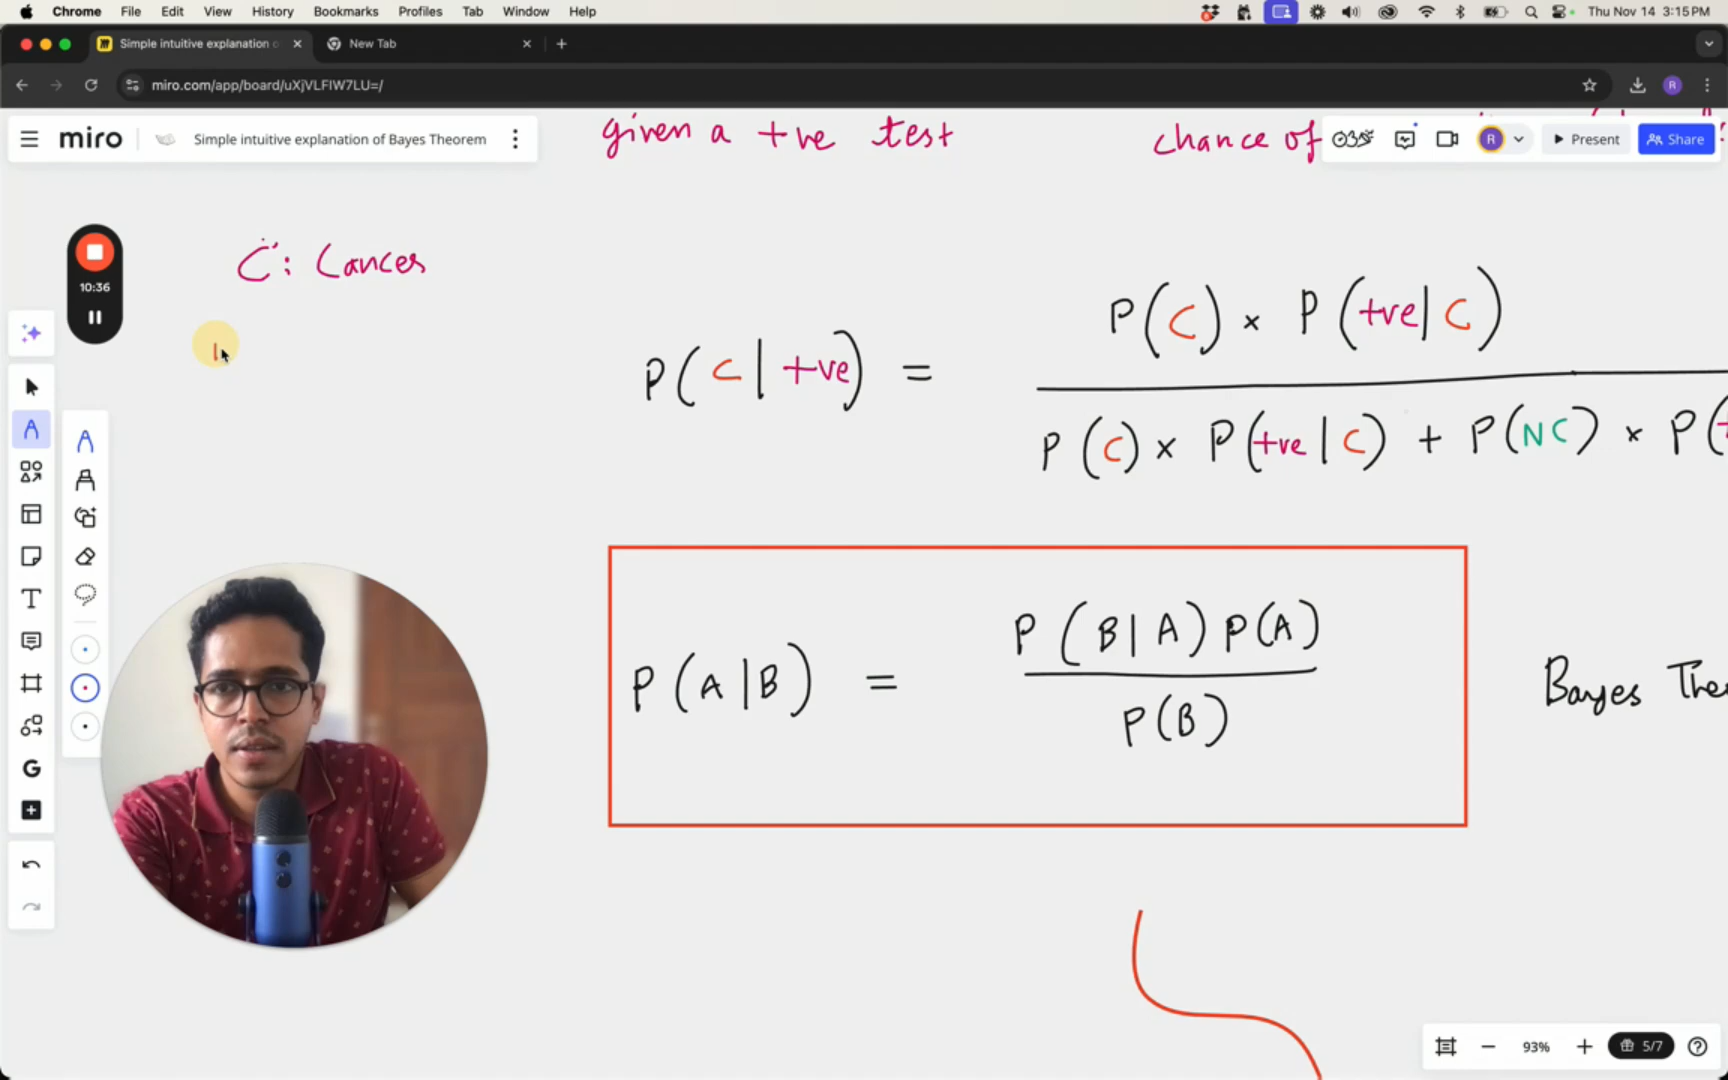 Chrome File Edit View History Bookmarks Profiles Tab Window Help Thu Nov 14 3:15 PM
Simple intuitive explanation o New Tab
miro.com/app/board/uXjVLFIW7LU=/ R
miro Simple intuitive explanation of Bayes Theorem R Present Share
given a +ve test chance of
10:36
C: Cancer
P(C) × P(+ve|C)
P(C|+ve) =
P(C) × P(+ve|C) + P(NC) × P(
P(B|A) P(A)
P(A|B) =
P(B)
Bayes The
T
G
93% 5/7